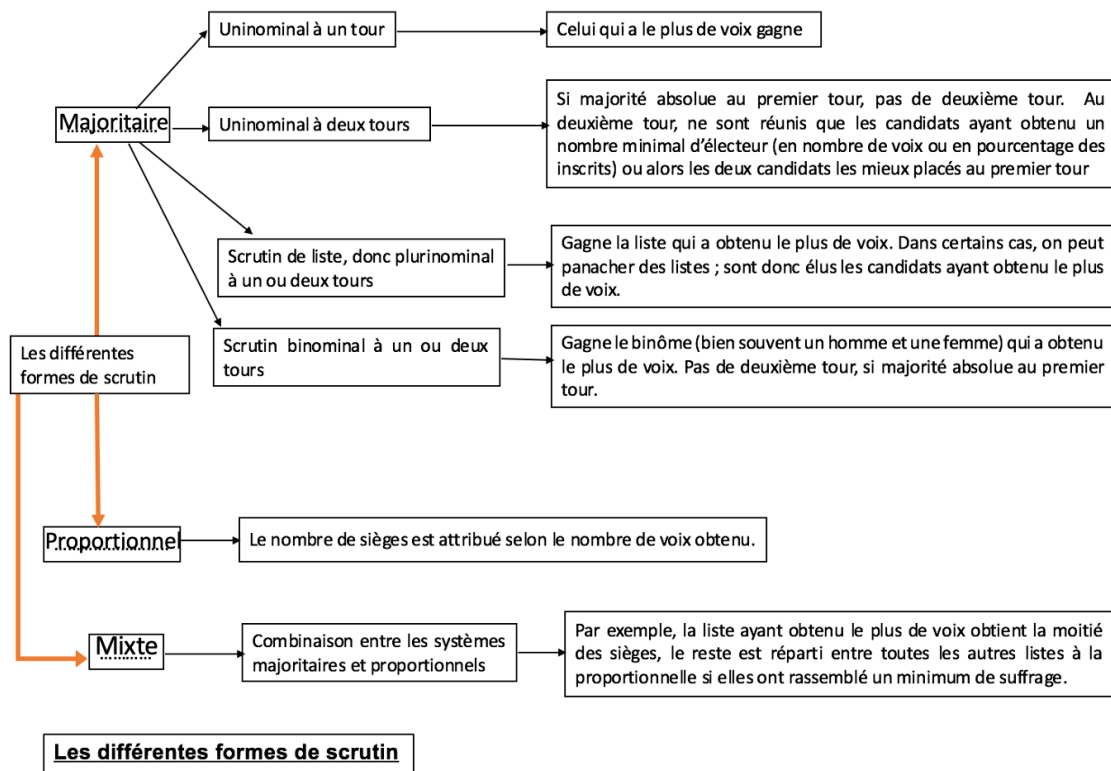 Uninominal à un tour
Celui qui a le plus de voix gagne
Majoritaire
Uninominal à deux tours
Si majorité absolue au premier tour, pas de deuxième tour. Au
deuxième tour, ne sont réunis que les candidats ayant obtenu un
nombre minimal d'électeur (en nombre de voix ou en pourcentage des
inscrits) ou alors les deux candidats les mieux placés au premier tour
Scrutin de liste, donc plurinominal
à un ou deux tours
Gagne la liste qui a obtenu le plus de voix. Dans certains cas, on peut
panacher des listes ; sont donc élus les candidats ayant obtenu le plus
de voix.
Les différentes
formes de scrutin
Scrutin binominal à un ou deux
tours
Gagne le binôme (bien souvent un homme et une femme) qui a obtenu
le plus de voix. Pas de deuxième tour, si majorité absolue au premier
tour.
Proportionnel
Le nombre de sièges est attribué selon le nombre de voix obtenu.
Mixte
Combinaison entre les systèmes
majoritaires et proportionnels
Par exemple, la liste ayant obtenu le plus de voix obtient la moitié
des sièges, le reste est réparti entre toutes les autres listes à la
proportionnelle si elles ont rassemblé un minimum de suffrage.
Les différentes formes de scrutin